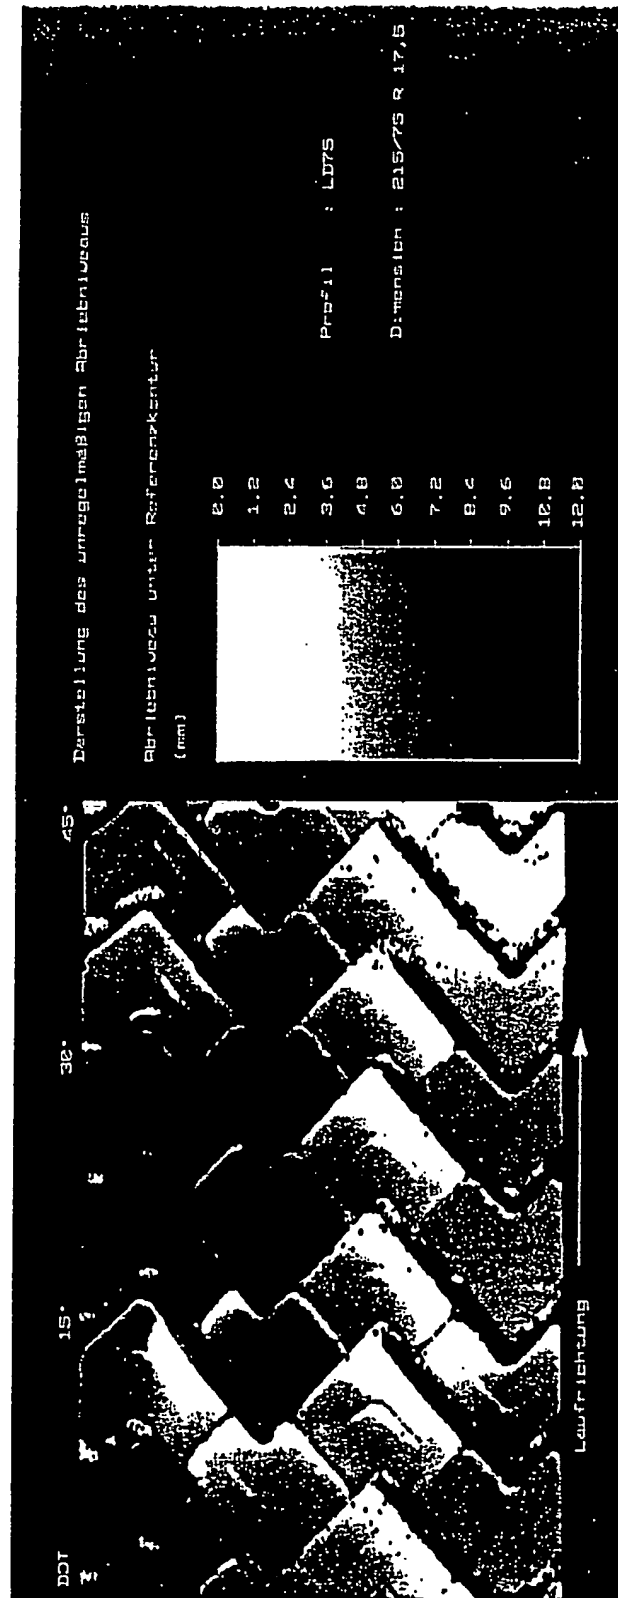 Darstellung des unregelmäßigen Abriebniveaus
Abriebniveau unter Referenzkontur
[mm]
0.0
1.2
2.4
3.6
4.8
6.0
7.2
8.4
9.6
10.8
12.0
Profil : LD75
Dimension : 215/75 R 17,5
DOT
15°
30°
45°
Laufrichtung